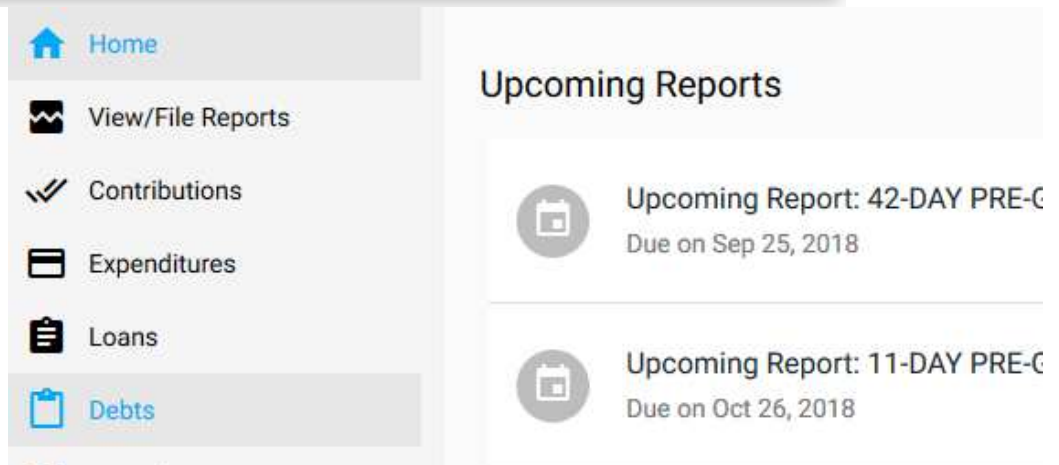 Home
View/File Reports
Contributions
Expenditures
Loans
Debts
Upcoming Reports
Upcoming Report: 42-DAY PRE-G
Due on Sep 25, 2018
Upcoming Report: 11-DAY PRE-G
Due on Oct 26, 2018